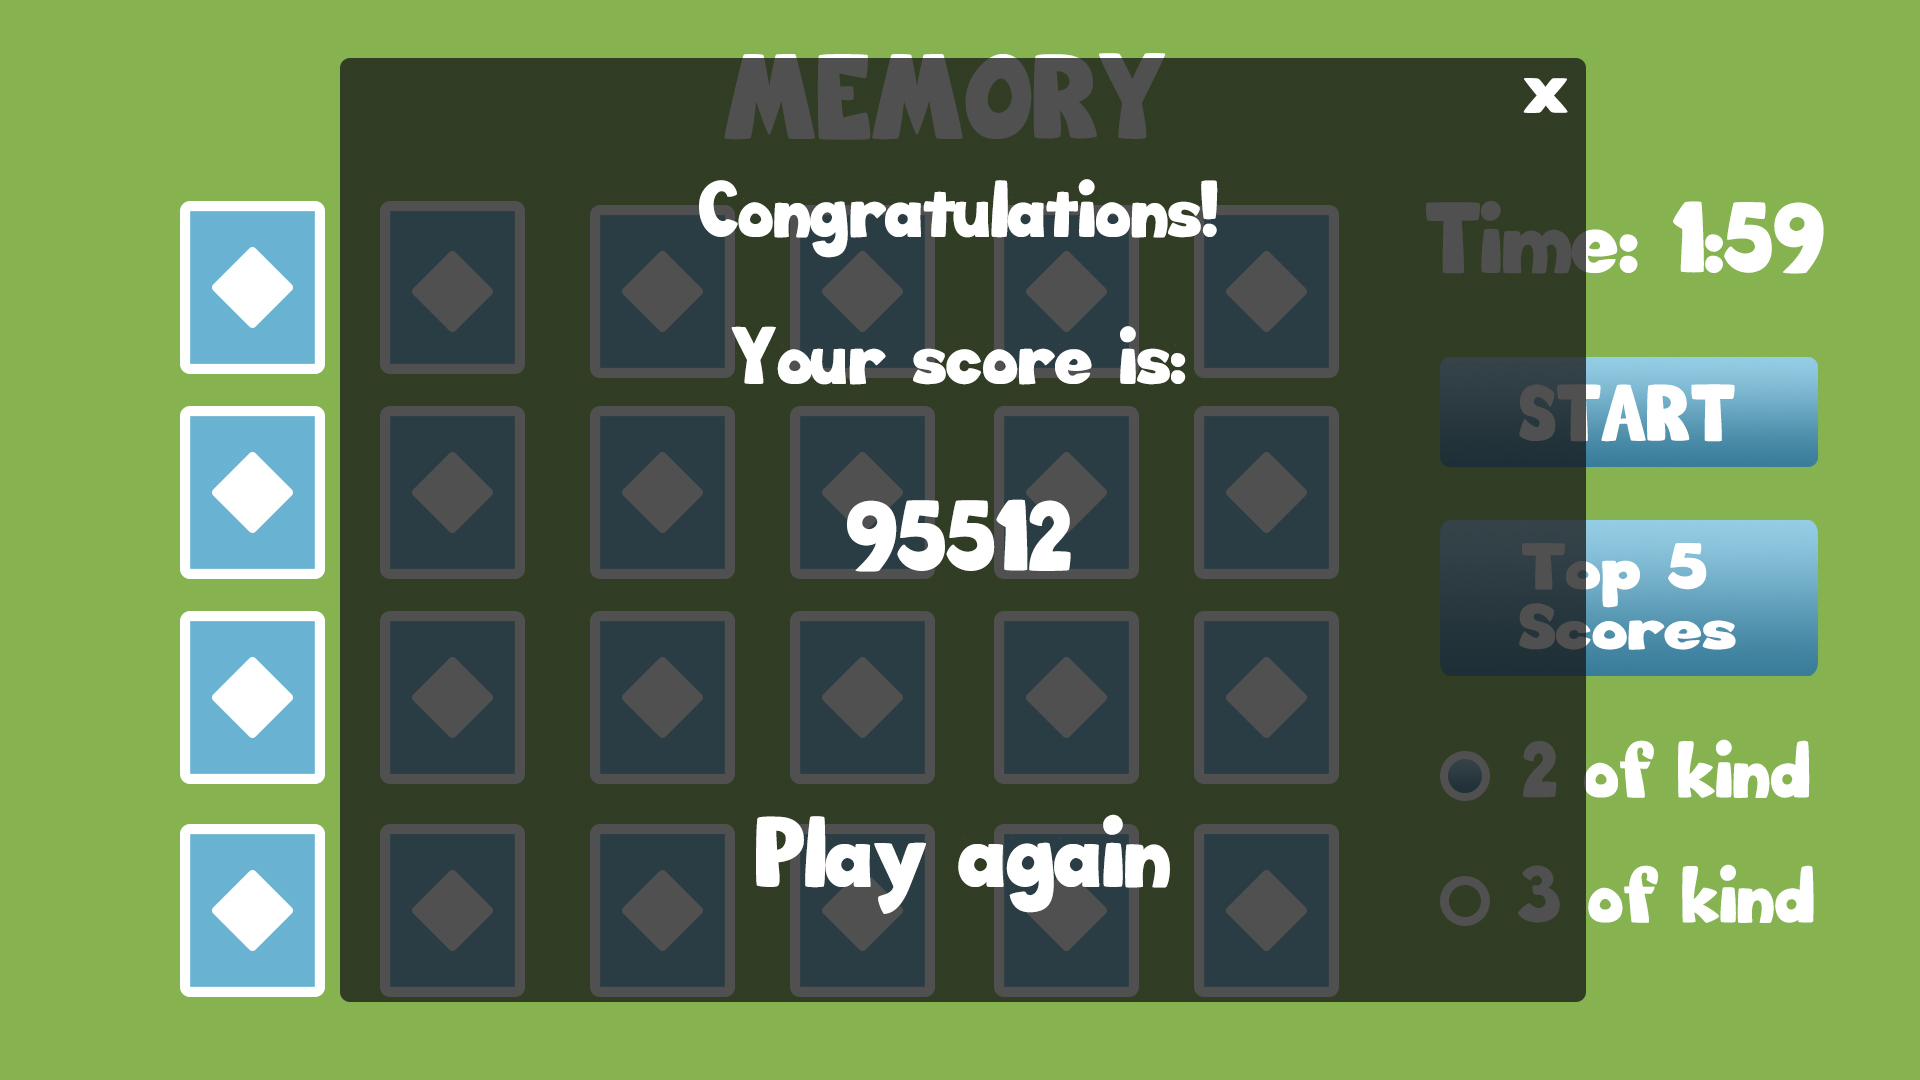 MEMORY
x
Congratulations!
Time: 1:59
Your score is:
START
95512
Top 5
Scores
2 of kind
Play again
3 of kind